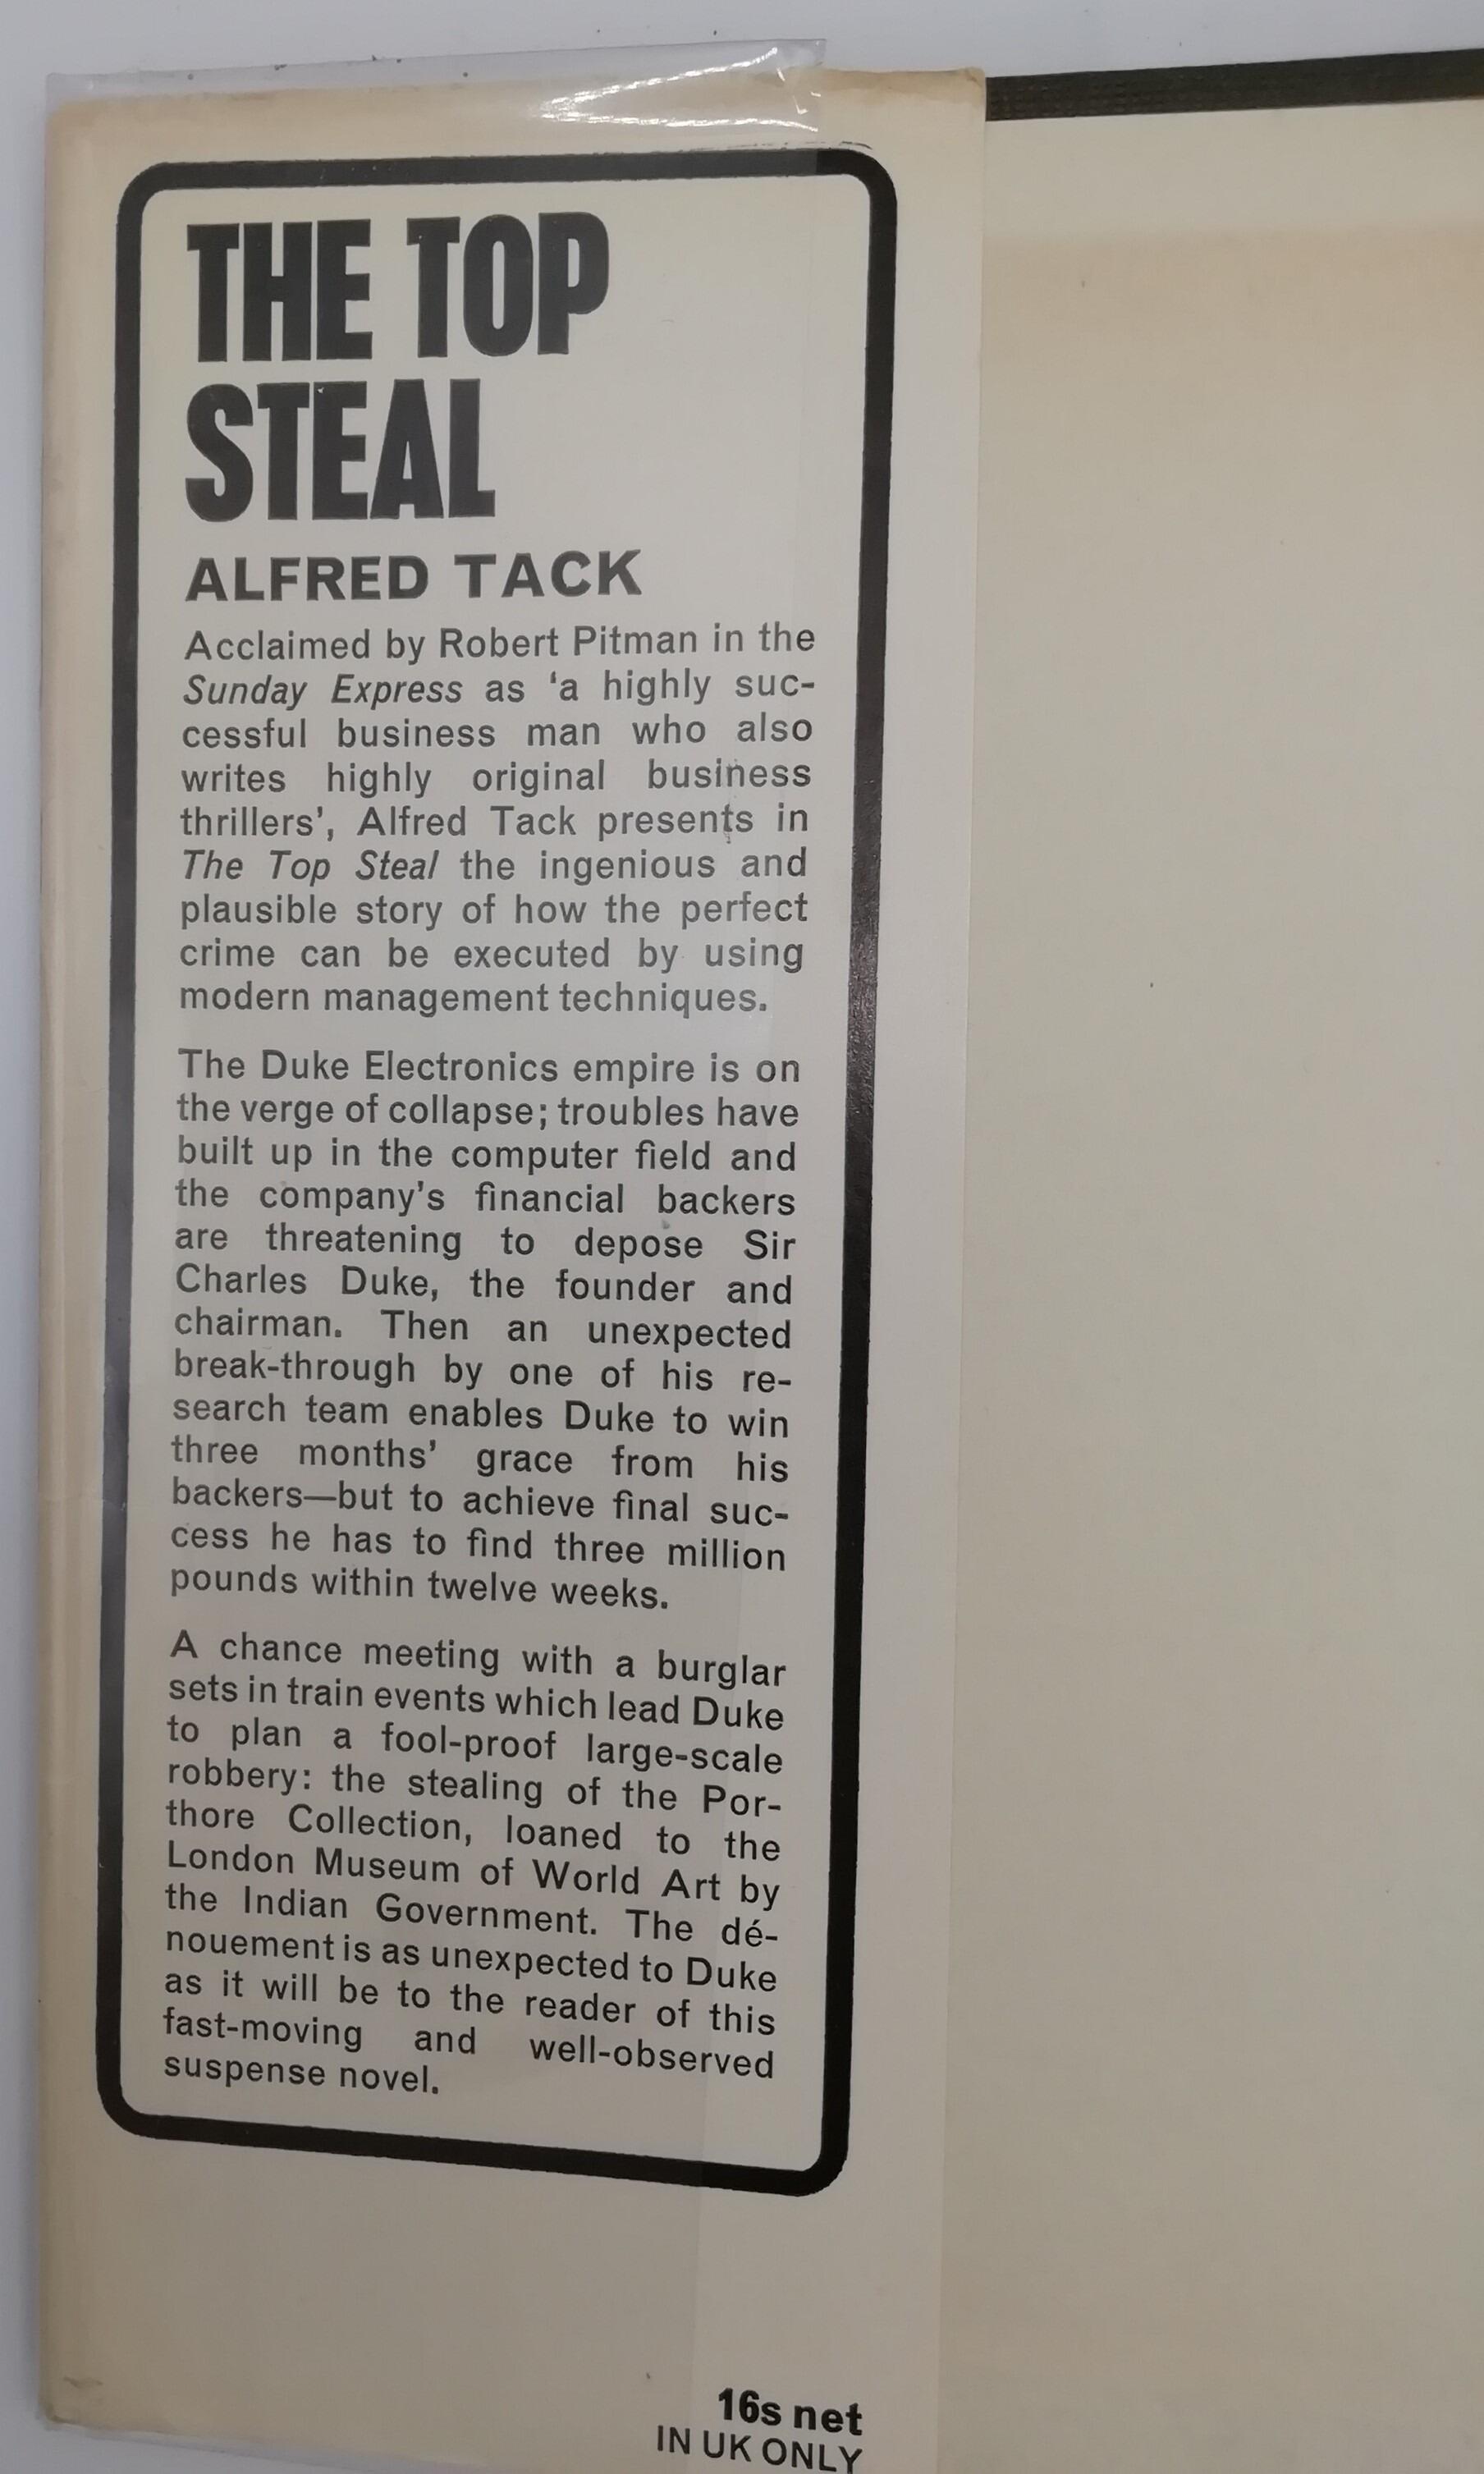 THE TOP
STEAL
ALFRED TACK
Acclaimed by Robert Pitman in the
Sunday Express as ‘a highly suc-
cessful business man who also
writes highly original business
thrillers’, Alfred Tack presents in
The Top Steal the ingenious and
plausible story of how the perfect
crime can be executed by using
modern management techniques.
The Duke Electronics empire is on
the verge of collapse; troubles have
built up in the computer field and
the company’s financial backers
are threatening to depose Sir
Charles Duke, the founder and
chairman. Then an unexpected
break-through by one of his re-
search team enables Duke to win
three months’ grace from his
backers—but to achieve final suc-
cess he has to find three million
pounds within twelve weeks.
A chance meeting with a burglar
sets in train events which lead Duke
to plan a fool-proof large-scale
robbery: the stealing of the Por-
thore Collection, loaned to the
London Museum of World Art by
the Indian Government. The dé-
nouement is as unexpected to Duke
as it will be to the reader of this
fast-moving and well-observed
suspense novel.
16s net
IN UK ONLY